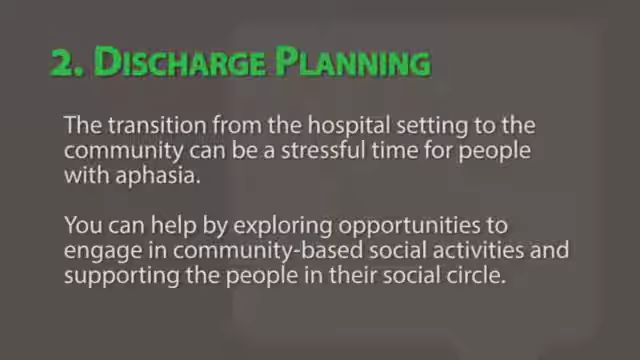 2. Discharge Planning
The transition from the hospital setting to the
community can be a stressful time for people
with aphasia.
You can help by exploring opportunities to
engage in community-based social activities and
supporting the people in their social circle.